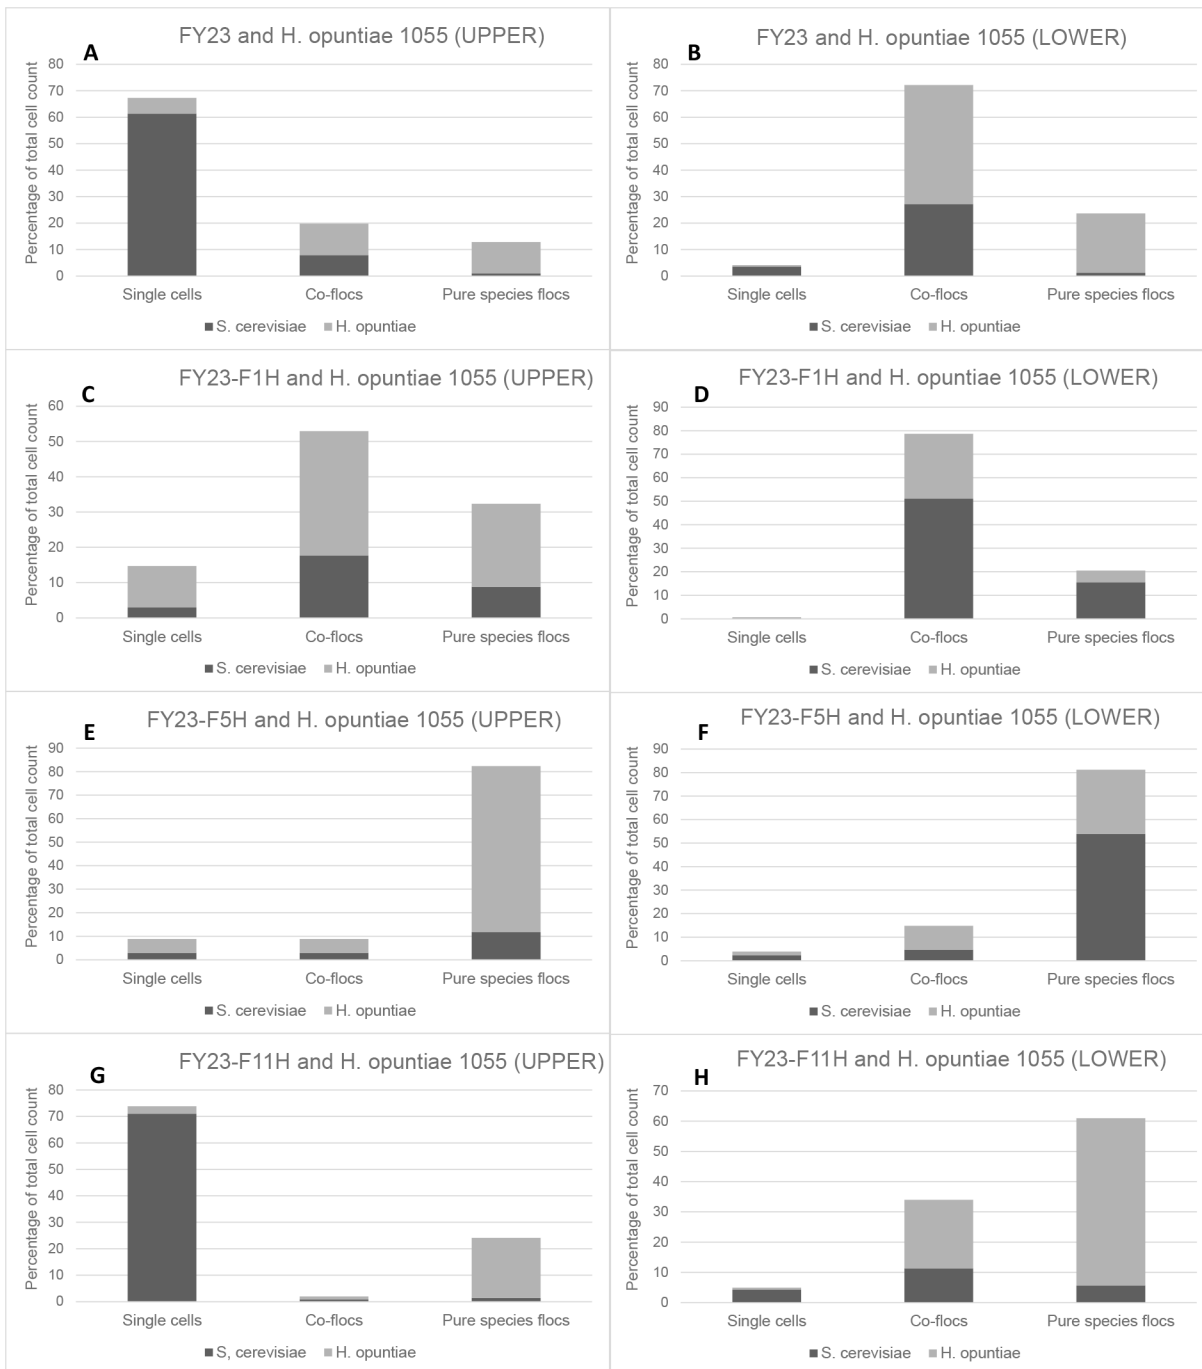 FY23 and H. opuntiae 1055 (UPPER)
A
Percentage of total cell count
80
70
60
50
40
30
20
10
0
Single cells Co-flocs Pure species flocs
S. cerevisiae H. opuntiae
FY23 and H. opuntiae 1055 (LOWER)
B
Percentage of total cell count
80
70
60
50
40
30
20
10
0
Single cells Co-flocs Pure species flocs
S. cerevisiae H. opuntiae
FY23-F1H and H. opuntiae 1055 (UPPER)
C
Percentage of total cell count
60
50
40
30
20
10
0
Single cells Co-flocs Pure species flocs
S. cerevisiae H. opuntiae
FY23-F1H and H. opuntiae 1055 (LOWER)
D
Percentage of total cell count
90
80
70
60
50
40
30
20
10
0
Single cells Co-flocs Pure species flocs
S. cerevisiae H. opuntiae
FY23-F5H and H. opuntiae 1055 (UPPER)
E
Percentage of total cell count
90
80
70
60
50
40
30
20
10
0
Single cells Co-flocs Pure species flocs
S. cerevisiae H. opuntiae
FY23-F5H and H. opuntiae 1055 (LOWER)
F
Percentage of total cell count
90
80
70
60
50
40
30
20
10
0
Single cells Co-flocs Pure species flocs
S. cerevisiae H. opuntiae
FY23-F11H and H. opuntiae 1055 (UPPER)
G
Percentage of total cell count
80
70
60
50
40
30
20
10
0
Single cells Co-flocs Pure species flocs
S, cerevisiae H. opuntiae
FY23-F11H and H. opuntiae 1055 (LOWER)
H
Percentage of total cell count
70
60
50
40
30
20
10
0
Single cells Co-flocs Pure species flocs
S. cerevisiae H. opuntiae